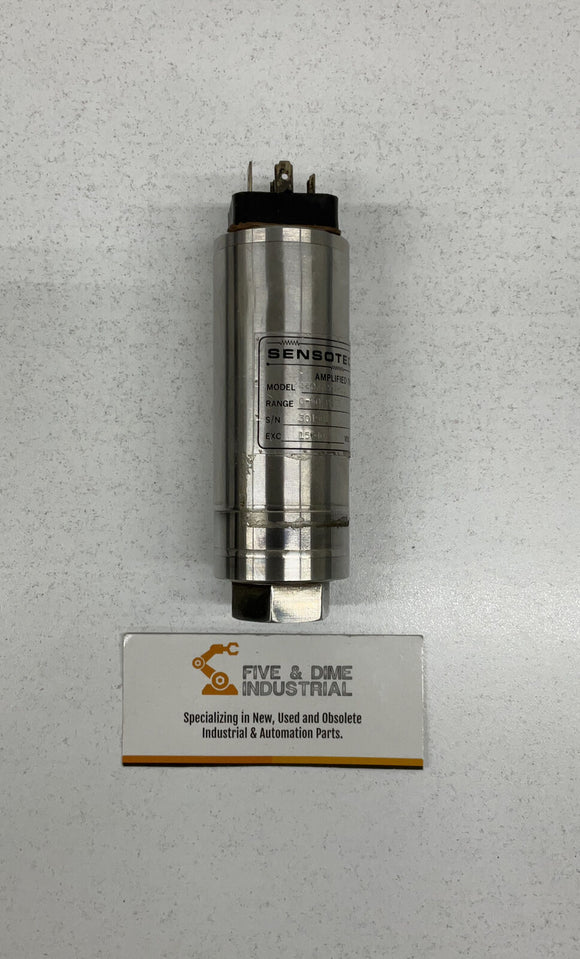 SENSOTE
AMPLIFIED
MODEL
RANGE
S/N
EXC
FIVE & DIME
INDUSTRIAL
Specializing in New, Used and Obsolete
Industrial & Automation Parts.